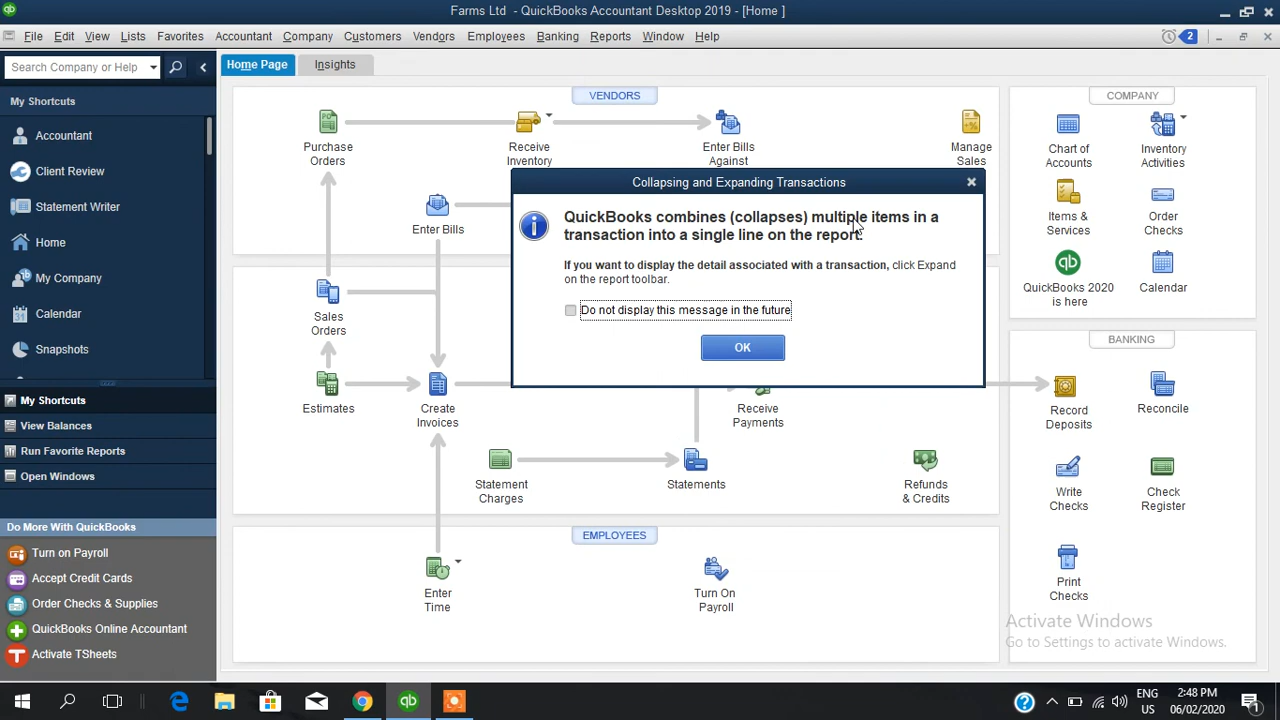 Farms Ltd - QuickBooks Accountant Desktop 2019 - [Home ]
File Edit View Lists Favorites Accountant Company Customers Vendors Employees Banking Reports Window Help
2
Search Company or Help
My Shortcuts
Accountant
Client Review
Statement Writer
Home
My Company
Calendar
Snapshots
My Shortcuts
View Balances
Run Favorite Reports
Open Windows
Do More With QuickBooks
Turn on Payroll
Accept Credit Cards
Order Checks & Supplies
QuickBooks Online Accountant
Activate TSheets
Home Page
Insights
VENDORS
Purchase
Orders
Receive
Inventory
Enter Bills
Against
Manage
Sales
Enter Bills
Collapsing and Expanding Transactions
QuickBooks combines (collapses) multiple items in a
transaction into a single line on the report.
If you want to display the detail associated with a transaction, click Expand
on the report toolbar.
Do not display this message in the future
OK
Sales
Orders
Estimates
Create
Invoices
Receive
Payments
Statement
Charges
Statements
Refunds
& Credits
EMPLOYEES
Enter
Time
Turn On
Payroll
COMPANY
Chart of
Accounts
Inventory
Activities
Items &
Services
Order
Checks
QuickBooks 2020
is here
Calendar
BANKING
Record
Deposits
Reconcile
Write
Checks
Check
Register
Print
Checks
Activate Windows
Go to Settings to activate Windows.
ENG
US
2:48 PM
06/02/2020
1